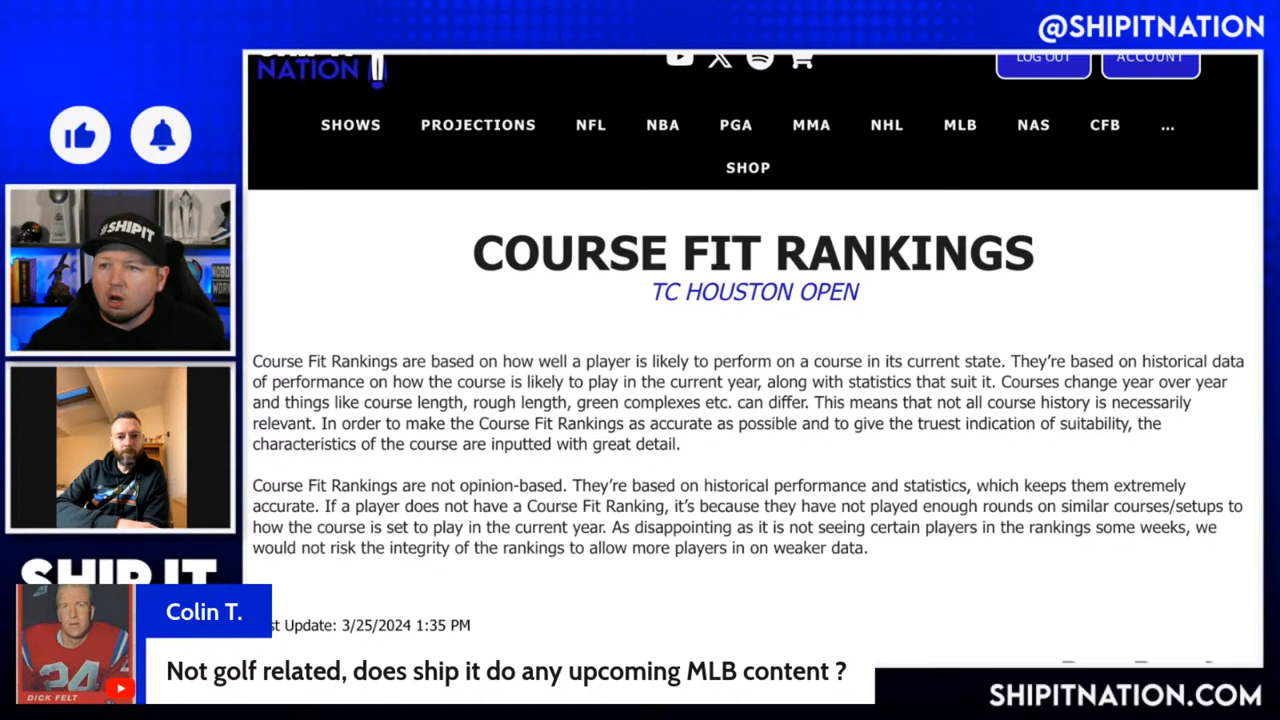 @SHIPITNATION
NATION
LOG OUT
ACCOUNT
SHOWS PROJECTIONS NFL NBA PGA MMA NHL MLB NAS CFB ...
SHOP
#SHIPIT
COURSE FIT RANKINGS
TC HOUSTON OPEN
Course Fit Rankings are based on how well a player is likely to perform on a course in its current state. They're based on historical data
of performance on how the course is likely to play in the current year, along with statistics that suit it. Courses change year over year
and things like course length, rough length, green complexes etc. can differ. This means that not all course history is necessarily
relevant. In order to make the Course Fit Rankings as accurate as possible and to give the truest indication of suitability, the
characteristics of the course are inputted with great detail.
Course Fit Rankings are not opinion-based. They're based on historical performance and statistics, which keeps them extremely
accurate. If a player does not have a Course Fit Ranking, it's because they have not played enough rounds on similar courses/setups to
how the course is set to play in the current year. As disappointing as it is not seeing certain players in the rankings some weeks, we
would not risk the integrity of the rankings to allow more players in on weaker data.
SHIP IT
Colin T.
st Update: 3/25/2024 1:35 PM
Not golf related, does ship it do any upcoming MLB content ?
34
DICK FELT
SHIPITNATION.COM